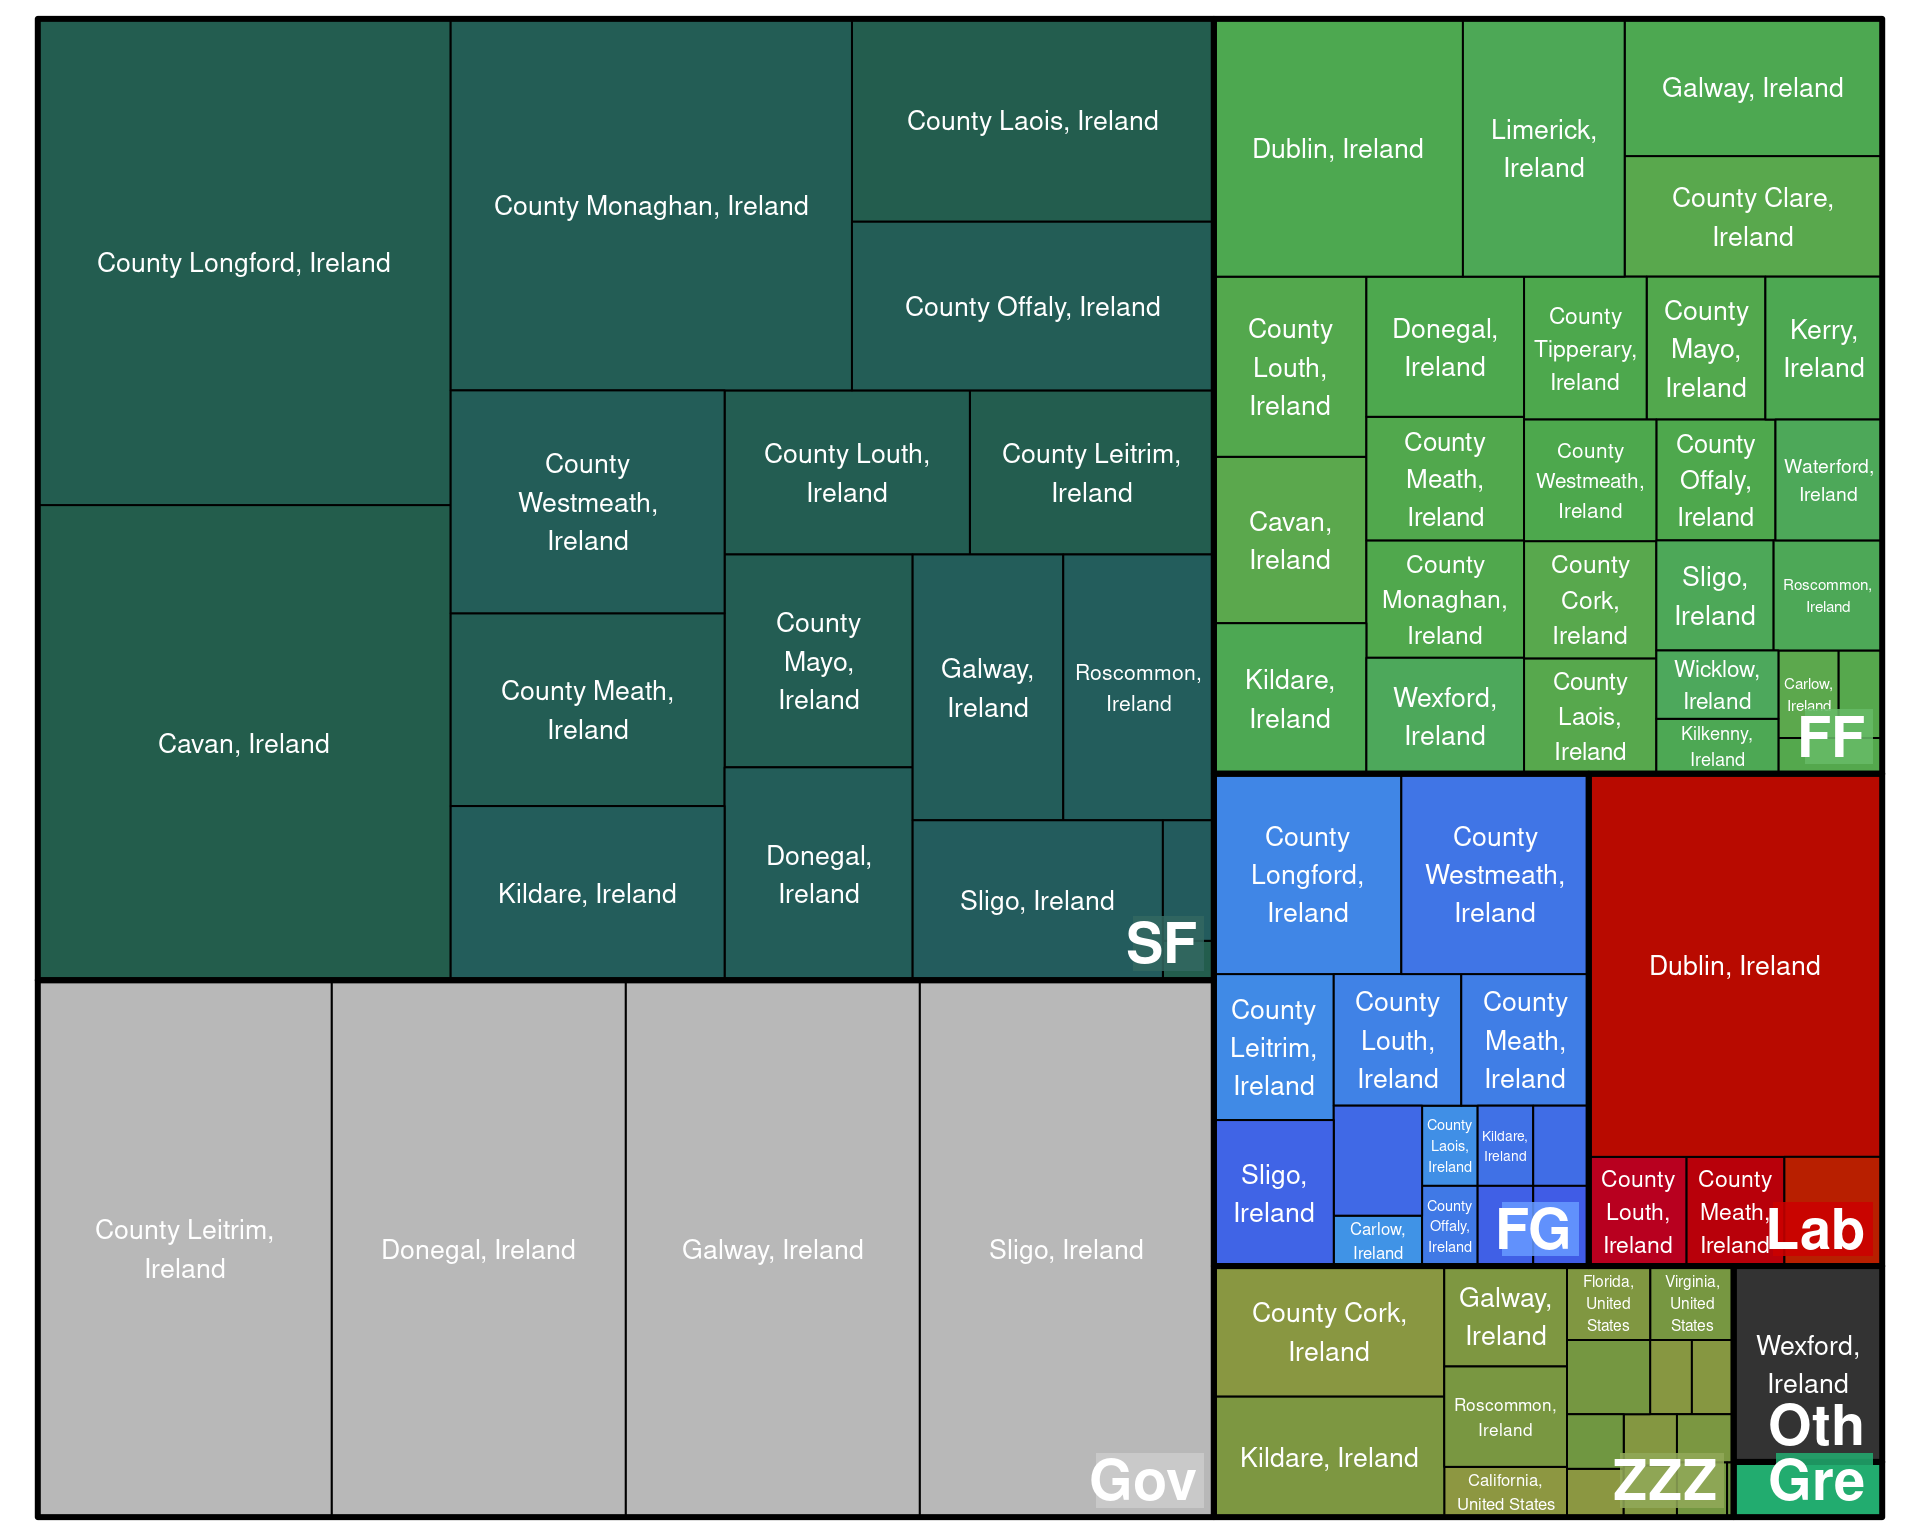 County Longford, Ireland
Cavan, Ireland
County Monaghan, Ireland
County Laois, Ireland
County Offaly, Ireland
County
Westmeath,
Ireland
County Louth,
Ireland
County Leitrim,
Ireland
County Meath,
Ireland
Kildare, Ireland
County
Mayo,
Ireland
Donegal,
Ireland
Galway,
Ireland
Roscommon,
Ireland
Sligo, Ireland
SF
County Leitrim,
Ireland
Donegal, Ireland
Galway, Ireland
Sligo, Ireland
Gov
Dublin, Ireland
Limerick,
Ireland
Galway, Ireland
County Clare,
Ireland
County
Louth,
Ireland
Cavan,
Ireland
Kildare,
Ireland
Donegal,
Ireland
County
Meath,
Ireland
County
Monaghan,
Ireland
Wexford,
Ireland
County
Tipperary,
Ireland
County
Mayo,
Ireland
Kerry,
Ireland
County
Westmeath,
Ireland
County
Offaly,
Ireland
Waterford,
Ireland
County
Cork,
Ireland
County
Laois,
Ireland
Sligo,
Ireland
Roscommon,
Ireland
Wicklow,
Ireland
Kilkenny,
Ireland
Carlow,
Ireland
FF
County
Longford,
Ireland
County
Westmeath,
Ireland
County
Leitrim,
Ireland
Sligo,
Ireland
County
Louth,
Ireland
County
Meath,
Ireland
Carlow,
Ireland
County
Laois,
Ireland
County
Offaly,
Ireland
Kildare,
Ireland
FG
Dublin, Ireland
County
Louth,
Ireland
County
Meath,
Ireland
Lab
County Cork,
Ireland
Kildare, Ireland
Galway,
Ireland
Roscommon,
Ireland
California,
United States
Florida,
United
States
Virginia,
United
States
ZZZ
Wexford,
Ireland
Oth
Gre